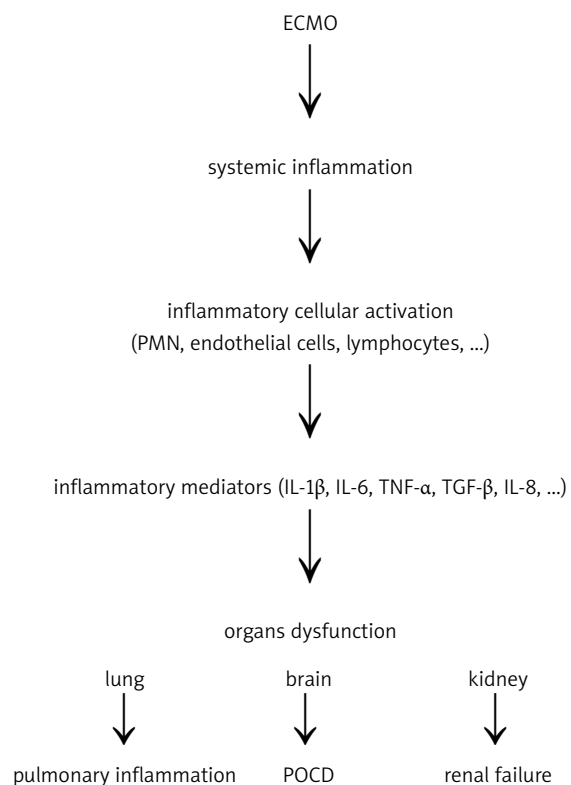 ECMO
systemic inflammation
inflammatory cellular activation
(PMN, endothelial cells, lymphocytes, ...)
inflammatory mediators (IL-1β, IL-6, TNF-α, TGF-β, IL-8, ...)
organs dysfunction
lung brain kidney
pulmonary inflammation POCD renal failure